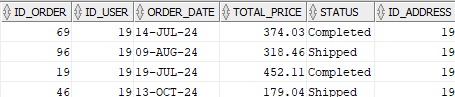 ID_ORDER ID_USER ORDER_DATE TOTAL_PRICE STATUS ID_ADDRESS
69 19 14-JUL-24 374.03 Completed 19
96 19 09-AUG-24 318.46 Shipped 19
19 19 19-JUL-24 452.11 Completed 19
46 19 13-OCT-24 179.04 Shipped 19